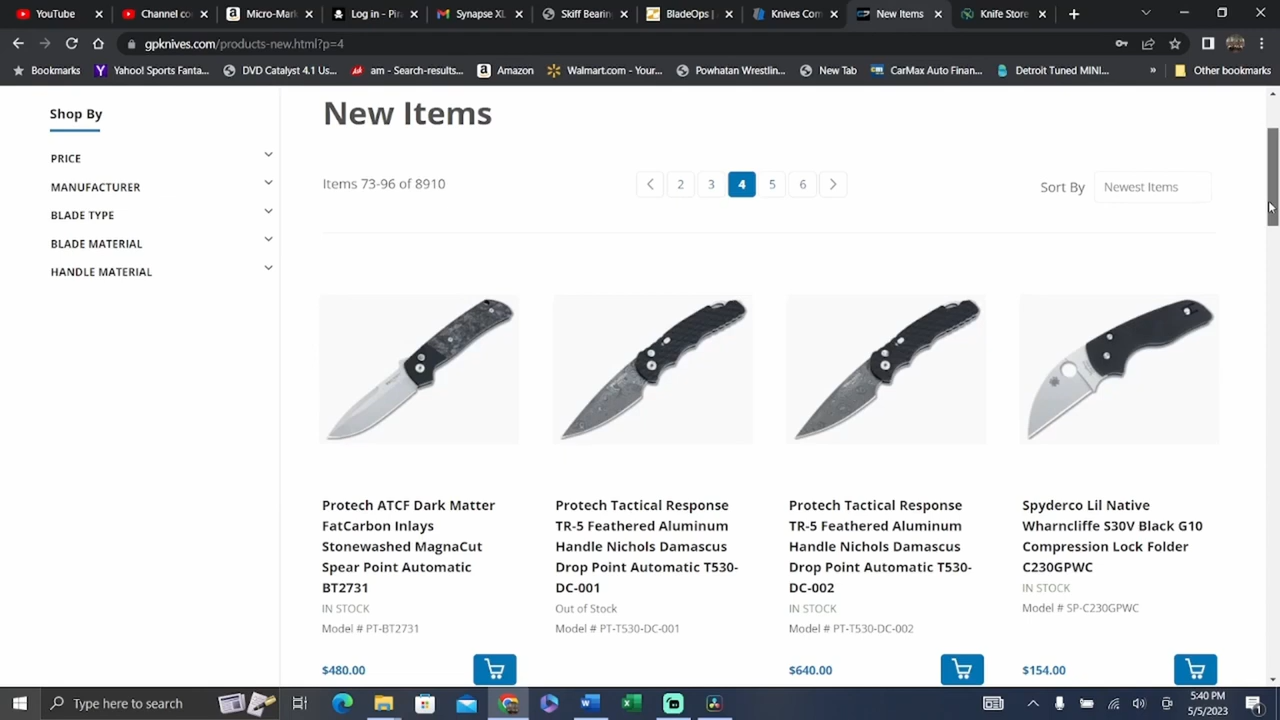 YouTube
Channel co
Micro-Mark
Log in - Pir
Gmail Synapse XL
Skiff Bearing
BladeOps |
Knives Com
New Items
Knife Store
gpknives.com/products-new.html?p=4
Bookmarks
Yahoo! Sports Fanta...
DVD Catalyst 4.1 Us...
am - Search-results...
Amazon
Walmart.com - Your...
Powhatan Wrestlin...
New Tab
CarMax Auto Finan...
Detroit Tuned MINI...
»
Other bookmarks
Shop By
PRICE
MANUFACTURER
BLADE TYPE
BLADE MATERIAL
HANDLE MATERIAL
New Items
Items 73-96 of 8910
2 3 4 5 6
Sort By Newest Items
Protech ATCF Dark Matter
FatCarbon Inlays
Stonewashed MagnaCut
Spear Point Automatic
BT2731
IN STOCK
Model # PT-BT2731
$480.00
Protech Tactical Response
TR-5 Feathered Aluminum
Handle Nichols Damascus
Drop Point Automatic T530-
DC-001
Out of Stock
Model # PT-T530-DC-001
Protech Tactical Response
TR-5 Feathered Aluminum
Handle Nichols Damascus
Drop Point Automatic T530-
DC-002
IN STOCK
Model # PT-T530-DC-002
$640.00
Spyderco Lil Native
Wharncliffe S30V Black G10
Compression Lock Folder
C230GPWC
IN STOCK
Model # SP-C230GPWC
$154.00
Type here to search
5:40 PM
5/5/2023